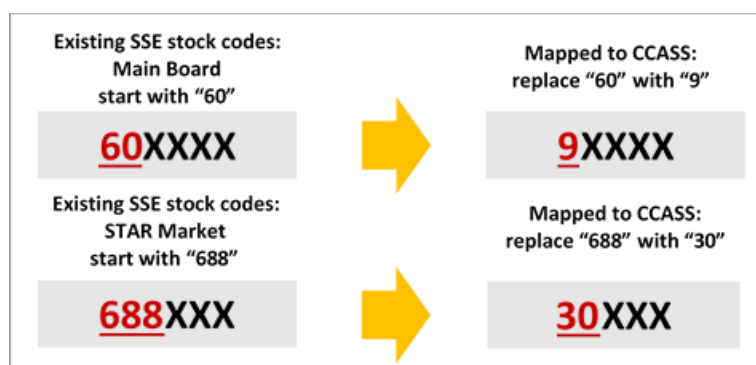 Existing SSE stock codes:
Main Board
start with “60”
Mapped to CCASS:
replace “60” with “9”
60XXXX
9XXXX
Existing SSE stock codes:
STAR Market
start with “688”
Mapped to CCASS:
replace “688” with “30”
688XXX
30XXX